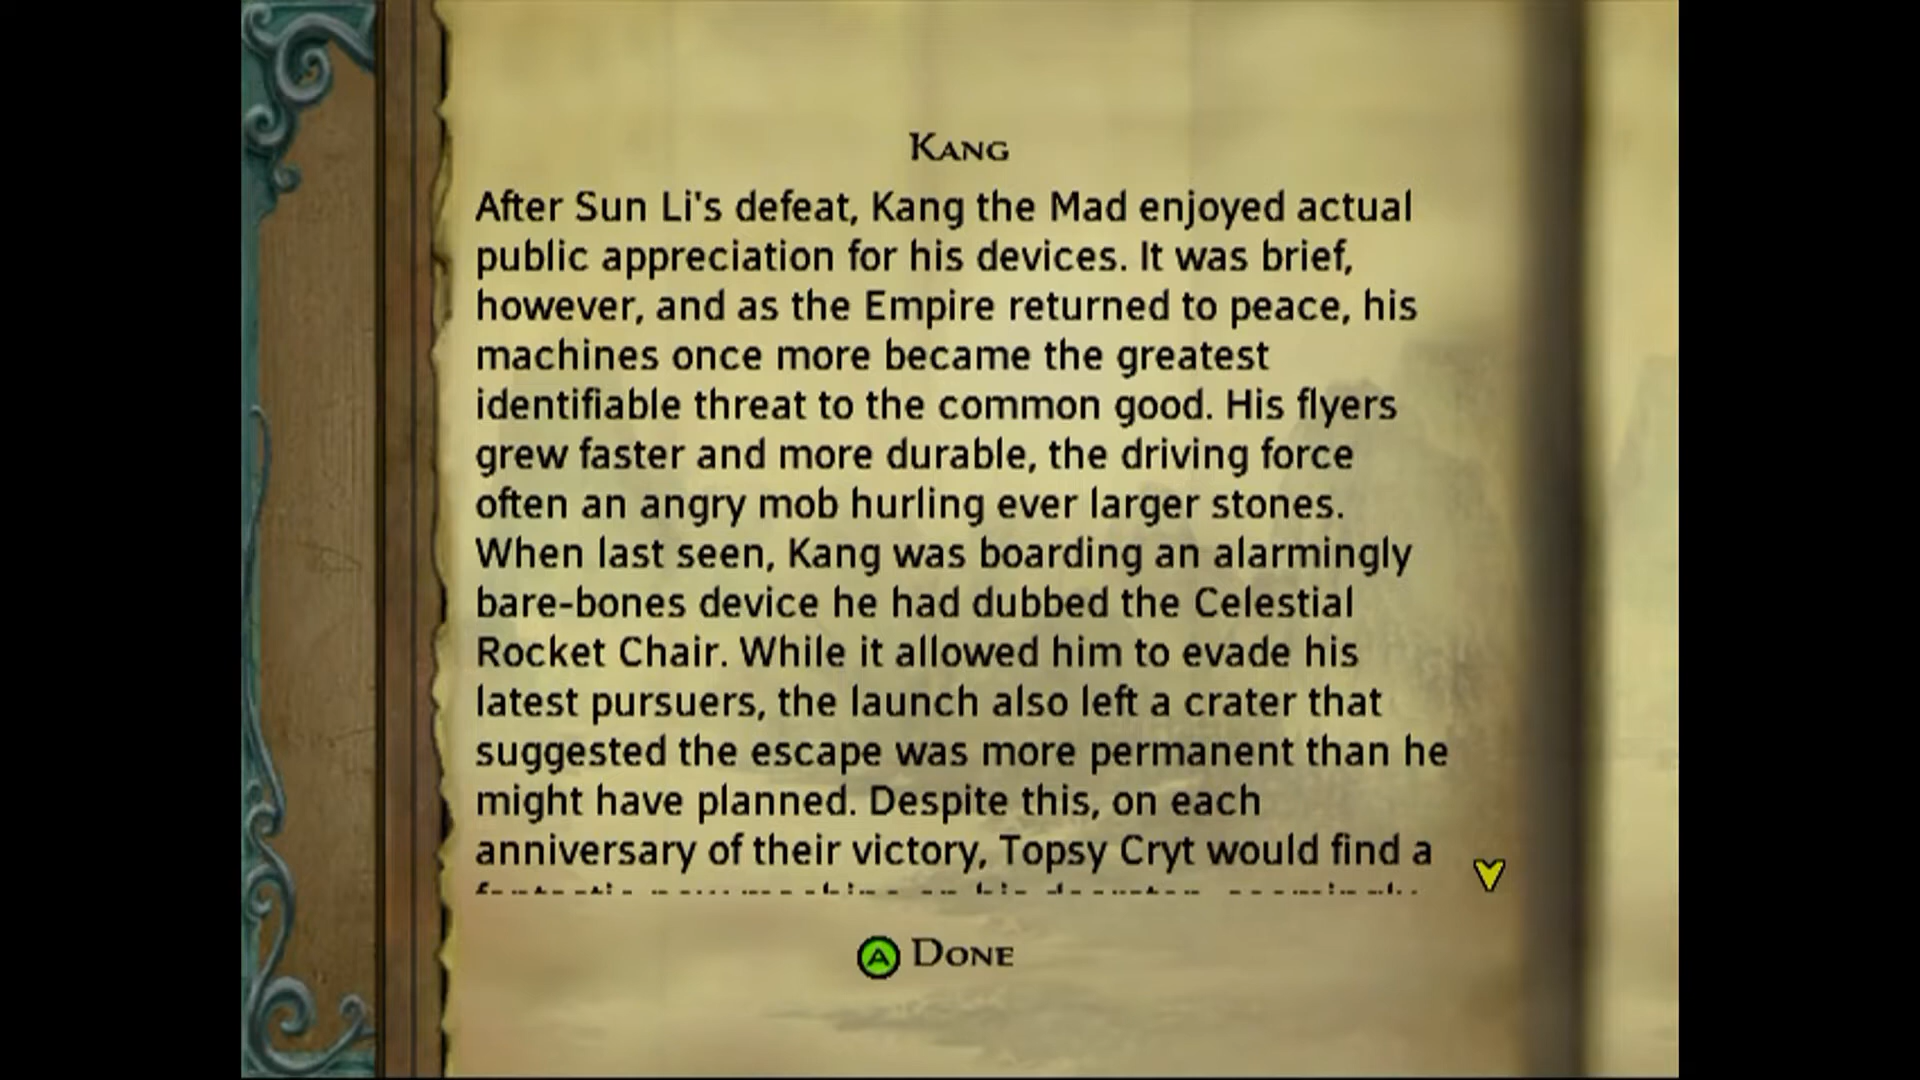 Kang
After Sun Li's defeat, Kang the Mad enjoyed actual
public appreciation for his devices. It was brief,
however, and as the Empire returned to peace, his
machines once more became the greatest
identifiable threat to the common good. His flyers
grew faster and more durable, the driving force
often an angry mob hurling ever larger stones.
When last seen, Kang was boarding an alarmingly
bare-bones device he had dubbed the Celestial
Rocket Chair. While it allowed him to evade his
latest pursuers, the launch also left a crater that
suggested the escape was more permanent than he
might have planned. Despite this, on each
anniversary of their victory, Topsy Cryt would find a
A Done